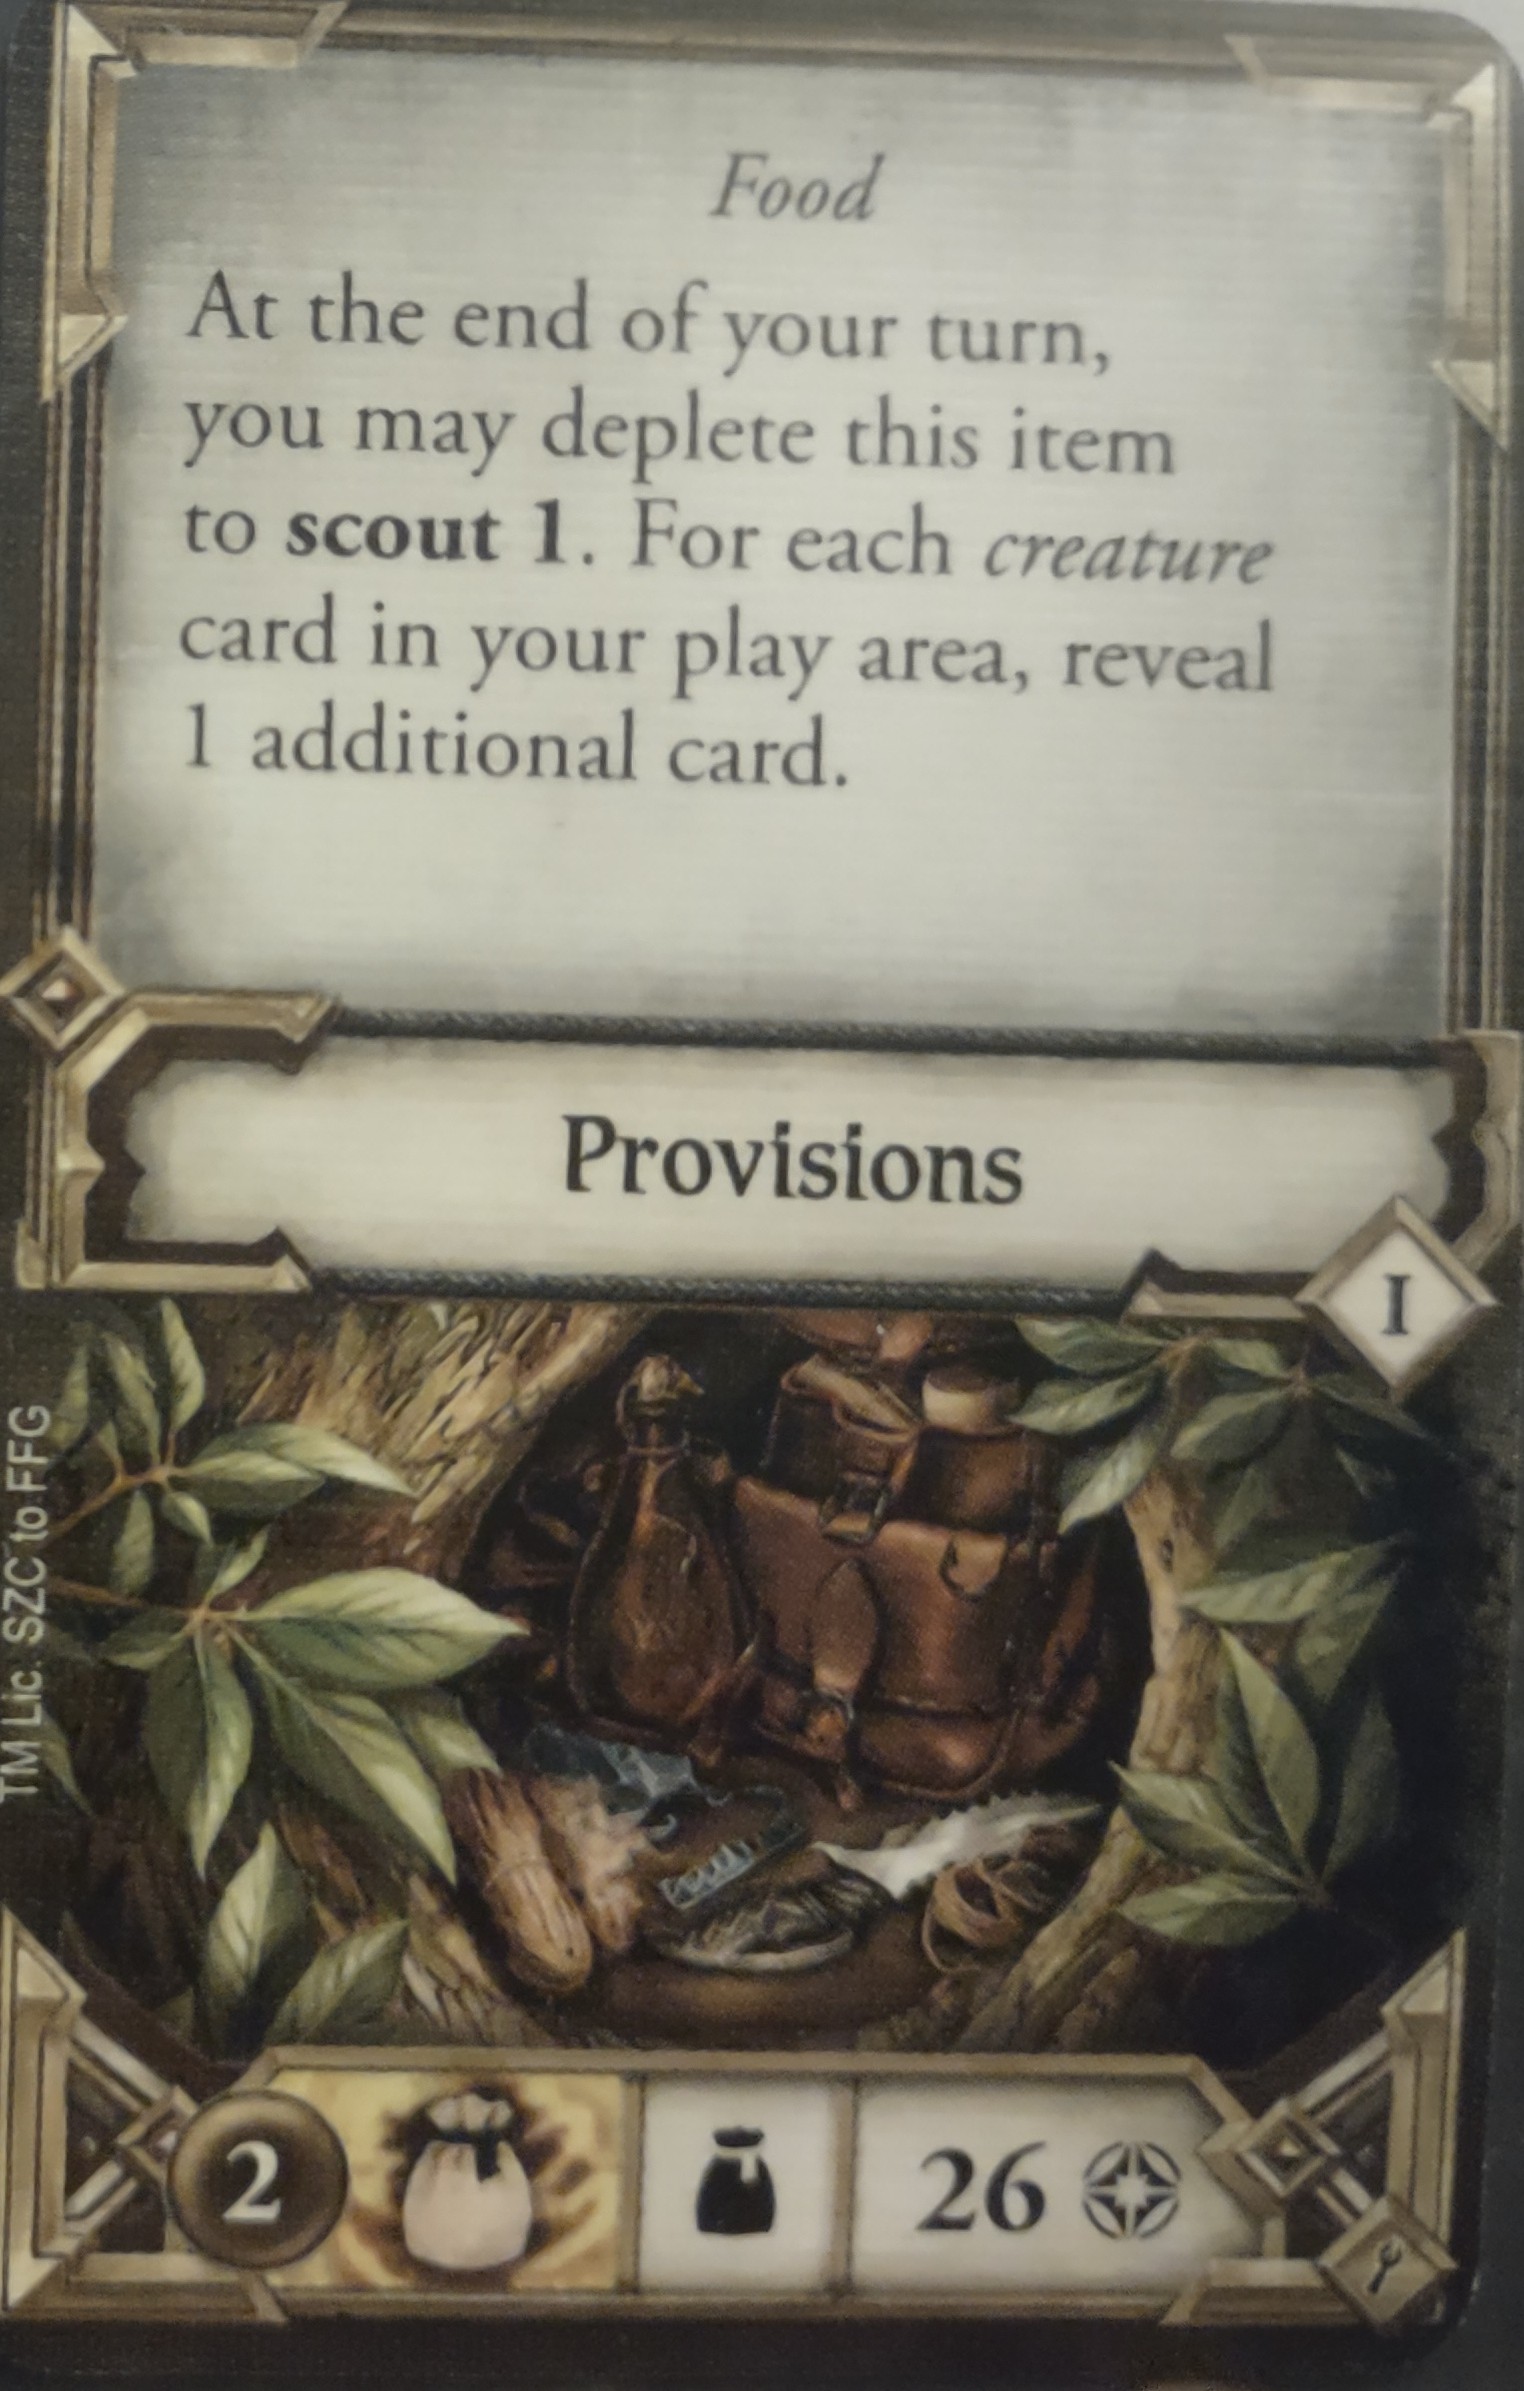 Food
At the end of your turn,
you may deplete this item
to scout 1. For each creature
card in your play area, reveal
1 additional card.
Provisions
I
TM Lic. SZC to FFG
2
26